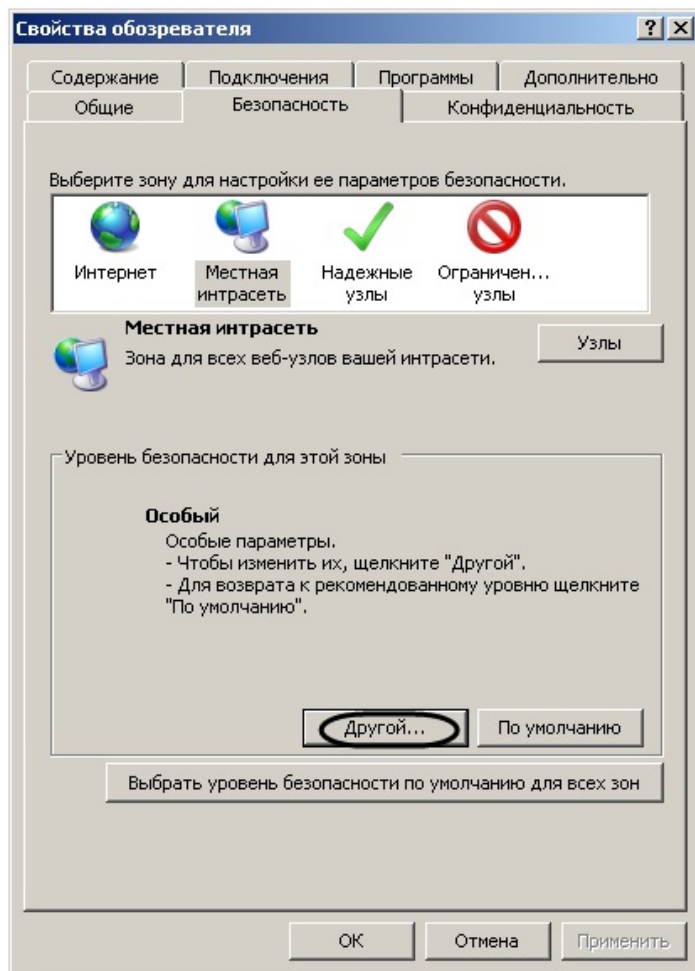 Свойства обозревателя
Содержание Подключения Программы Дополнительно
Общие Безопасность Конфиденциальность
Выберите зону для настройки ее параметров безопасности.
Интернет Местная Надежные Ограничен...
интрасеть узлы узлы
Местная интрасеть
Узлы
Зона для всех веб-узлов вашей интрасети.
Уровень безопасности для этой зоны
Особый
Особые параметры.
- Чтобы изменить их, щелкните "Другой".
- Для возврата к рекомендованному уровню щелкните
"По умолчанию".
Другой... По умолчанию
Выбрать уровень безопасности по умолчанию для всех зон
ОК Отмена Применить